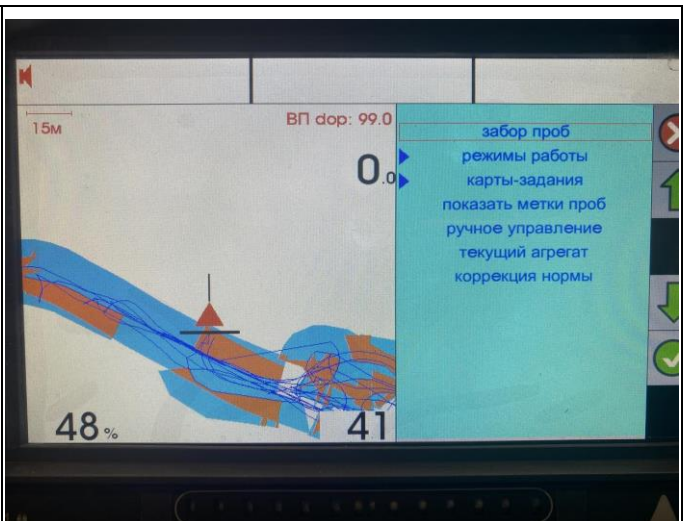 15м
ВП dop: 99.0
0.0
48%
41
забор проб
режимы работы
карты-задания
показать метки проб
ручное управление
текущий агрегат
коррекция нормы